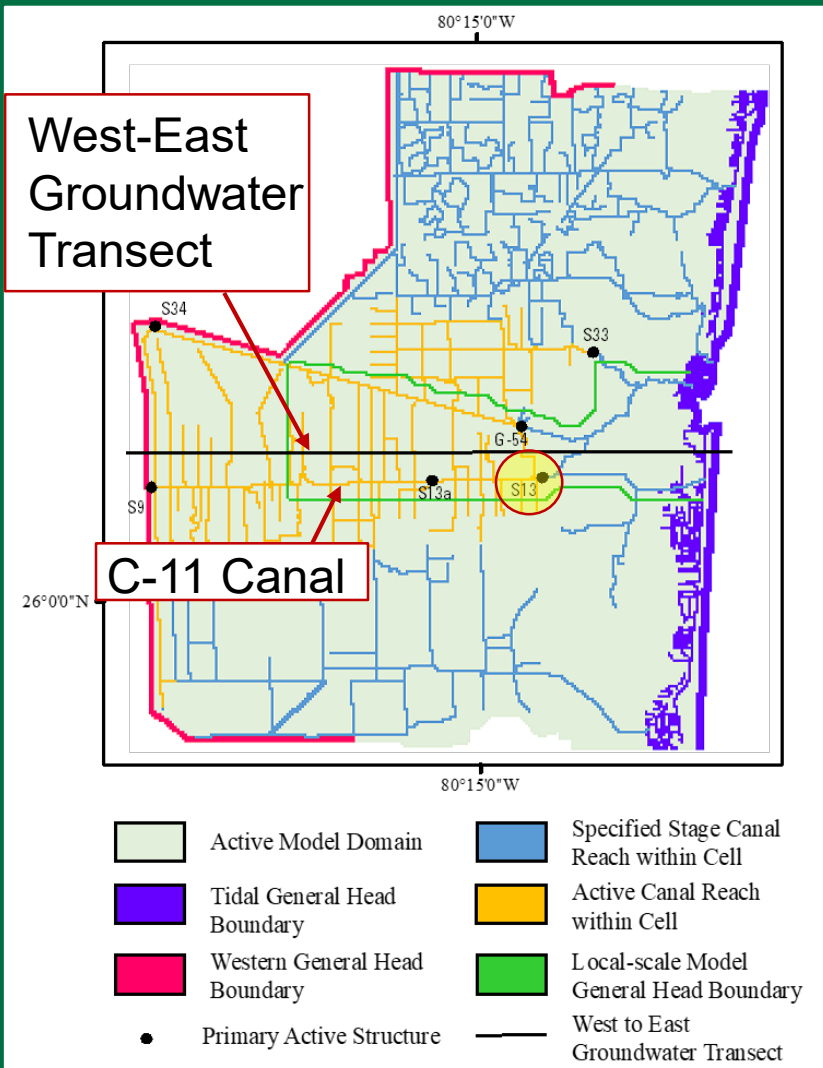 80°15'0"W
West-East
Groundwater
Transect
S34
S33
G-54
S9
S13a
S13
C-11 Canal
26°0'0"N
80°15'0"W
Active Model Domain
Specified Stage Canal
Reach within Cell
Tidal General Head
Boundary
Active Canal Reach
within Cell
Western General Head
Boundary
Local-scale Model
General Head Boundary
Primary Active Structure
West to East
Groundwater Transect